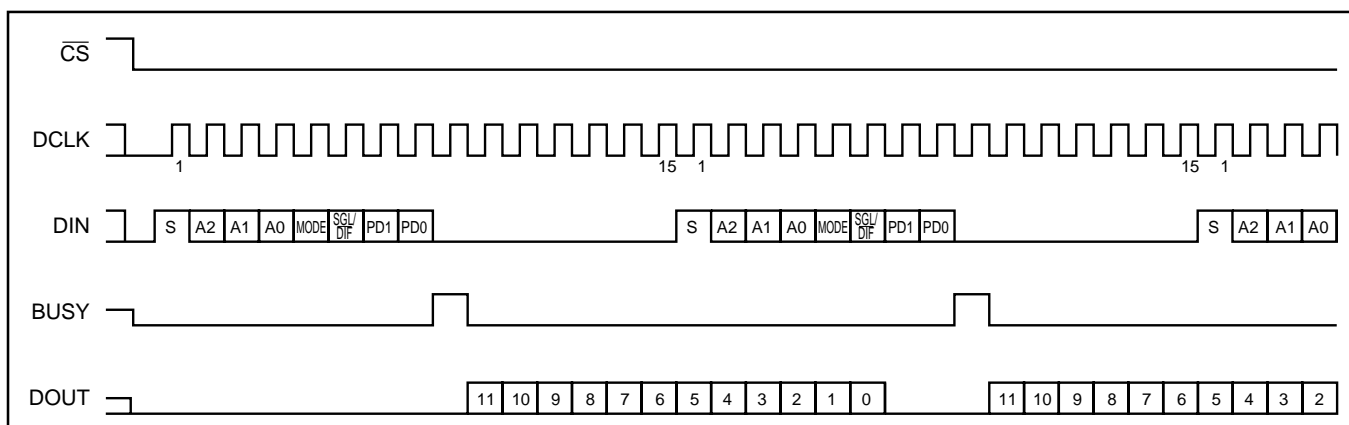 CS
DCLK
1 15 1 15 1
DIN
S A2 A1 A0 MODE SGL/DIF PD1 PD0 S A2 A1 A0 MODE SGL/DIF PD1 PD0 S A2 A1 A0
BUSY
DOUT
11 10 9 8 7 6 5 4 3 2 1 0 11 10 9 8 7 6 5 4 3 2